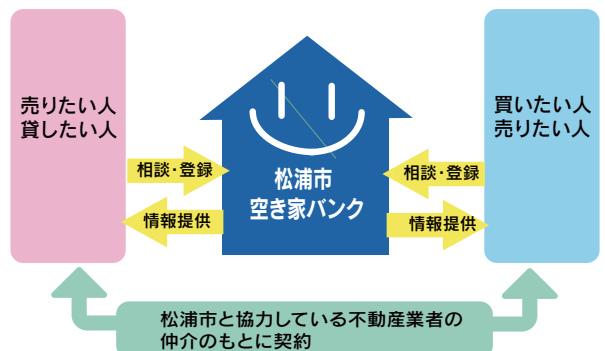 売りたい人
貸したい人
相談・登録
情報提供
松浦市
空き家バンク
買いたい人
売りたい人
相談・登録
情報提供
松浦市と協力している不動産業者の
仲介のもとに契約